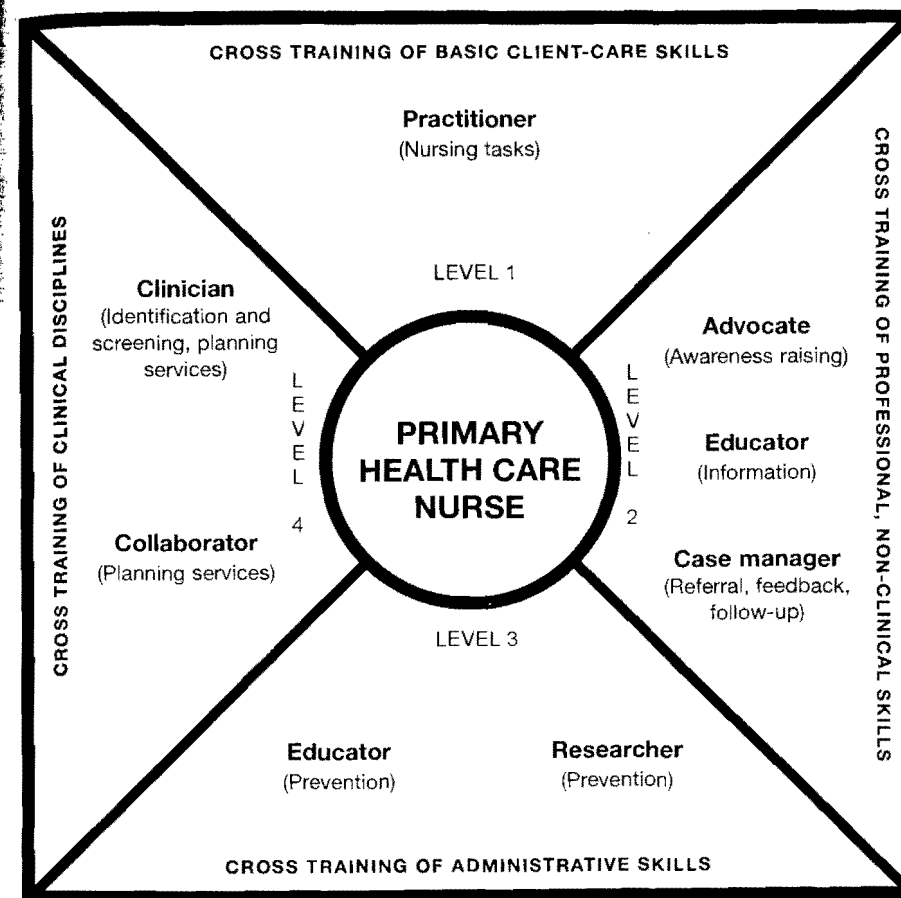 CROSS TRAINING OF BASIC CLIENT-CARE SKILLS
Practitioner
(Nursing tasks)
LEVEL 1
CROSS TRAINING OF PROFESSIONAL, NON-CLINICAL SKILLS
Advocate
(Awareness raising)
Educator
(Information)
Case manager
(Referral, feedback,
follow-up)
LEVEL 2
PRIMARY
HEALTH CARE
NURSE
LEVEL 3
Educator
(Prevention)
Researcher
(Prevention)
CROSS TRAINING OF ADMINISTRATIVE SKILLS
CROSS TRAINING OF CLINICAL DISCIPLINES
Clinician
(Identification and
screening, planning
services)
LEVEL 4
Collaborator
(Planning services)